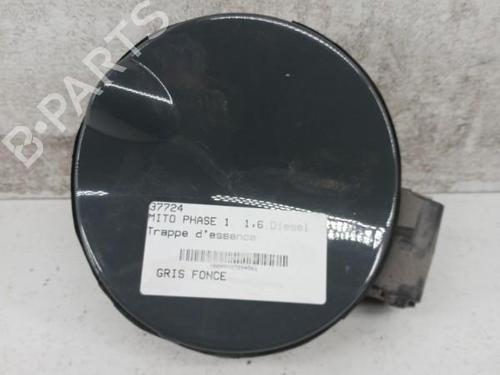 B-PARTS
37724
MITO PHASE 1 1,6 Diesel
Trappe d'essence
GRIS FONCE